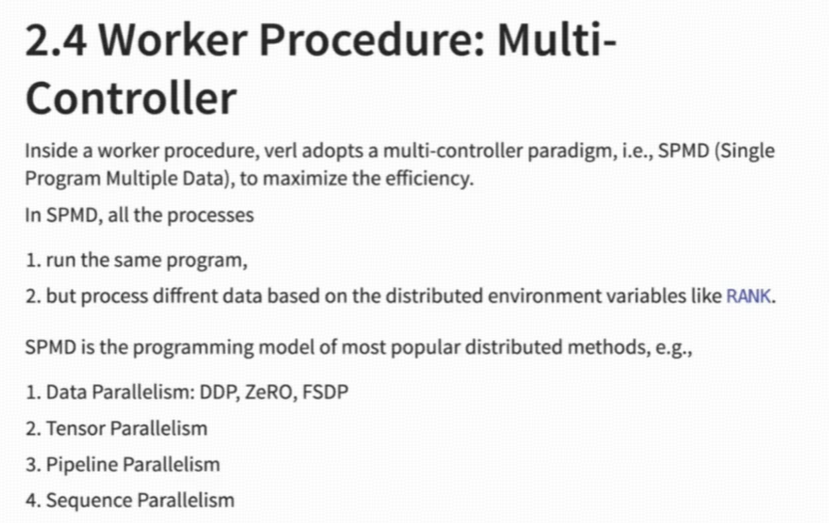 2.4 Worker Procedure: Multi-
Controller
Inside a worker procedure, verl adopts a multi-controller paradigm, i.e., SPMD (Single
Program Multiple Data), to maximize the efficiency.
In SPMD, all the processes
1. run the same program,
2. but process diffrent data based on the distributed environment variables like RANK.
SPMD is the programming model of most popular distributed methods, e.g.,
1. Data Parallelism: DDP, ZeRO, FSDP
2. Tensor Parallelism
3. Pipeline Parallelism
4. Sequence Parallelism